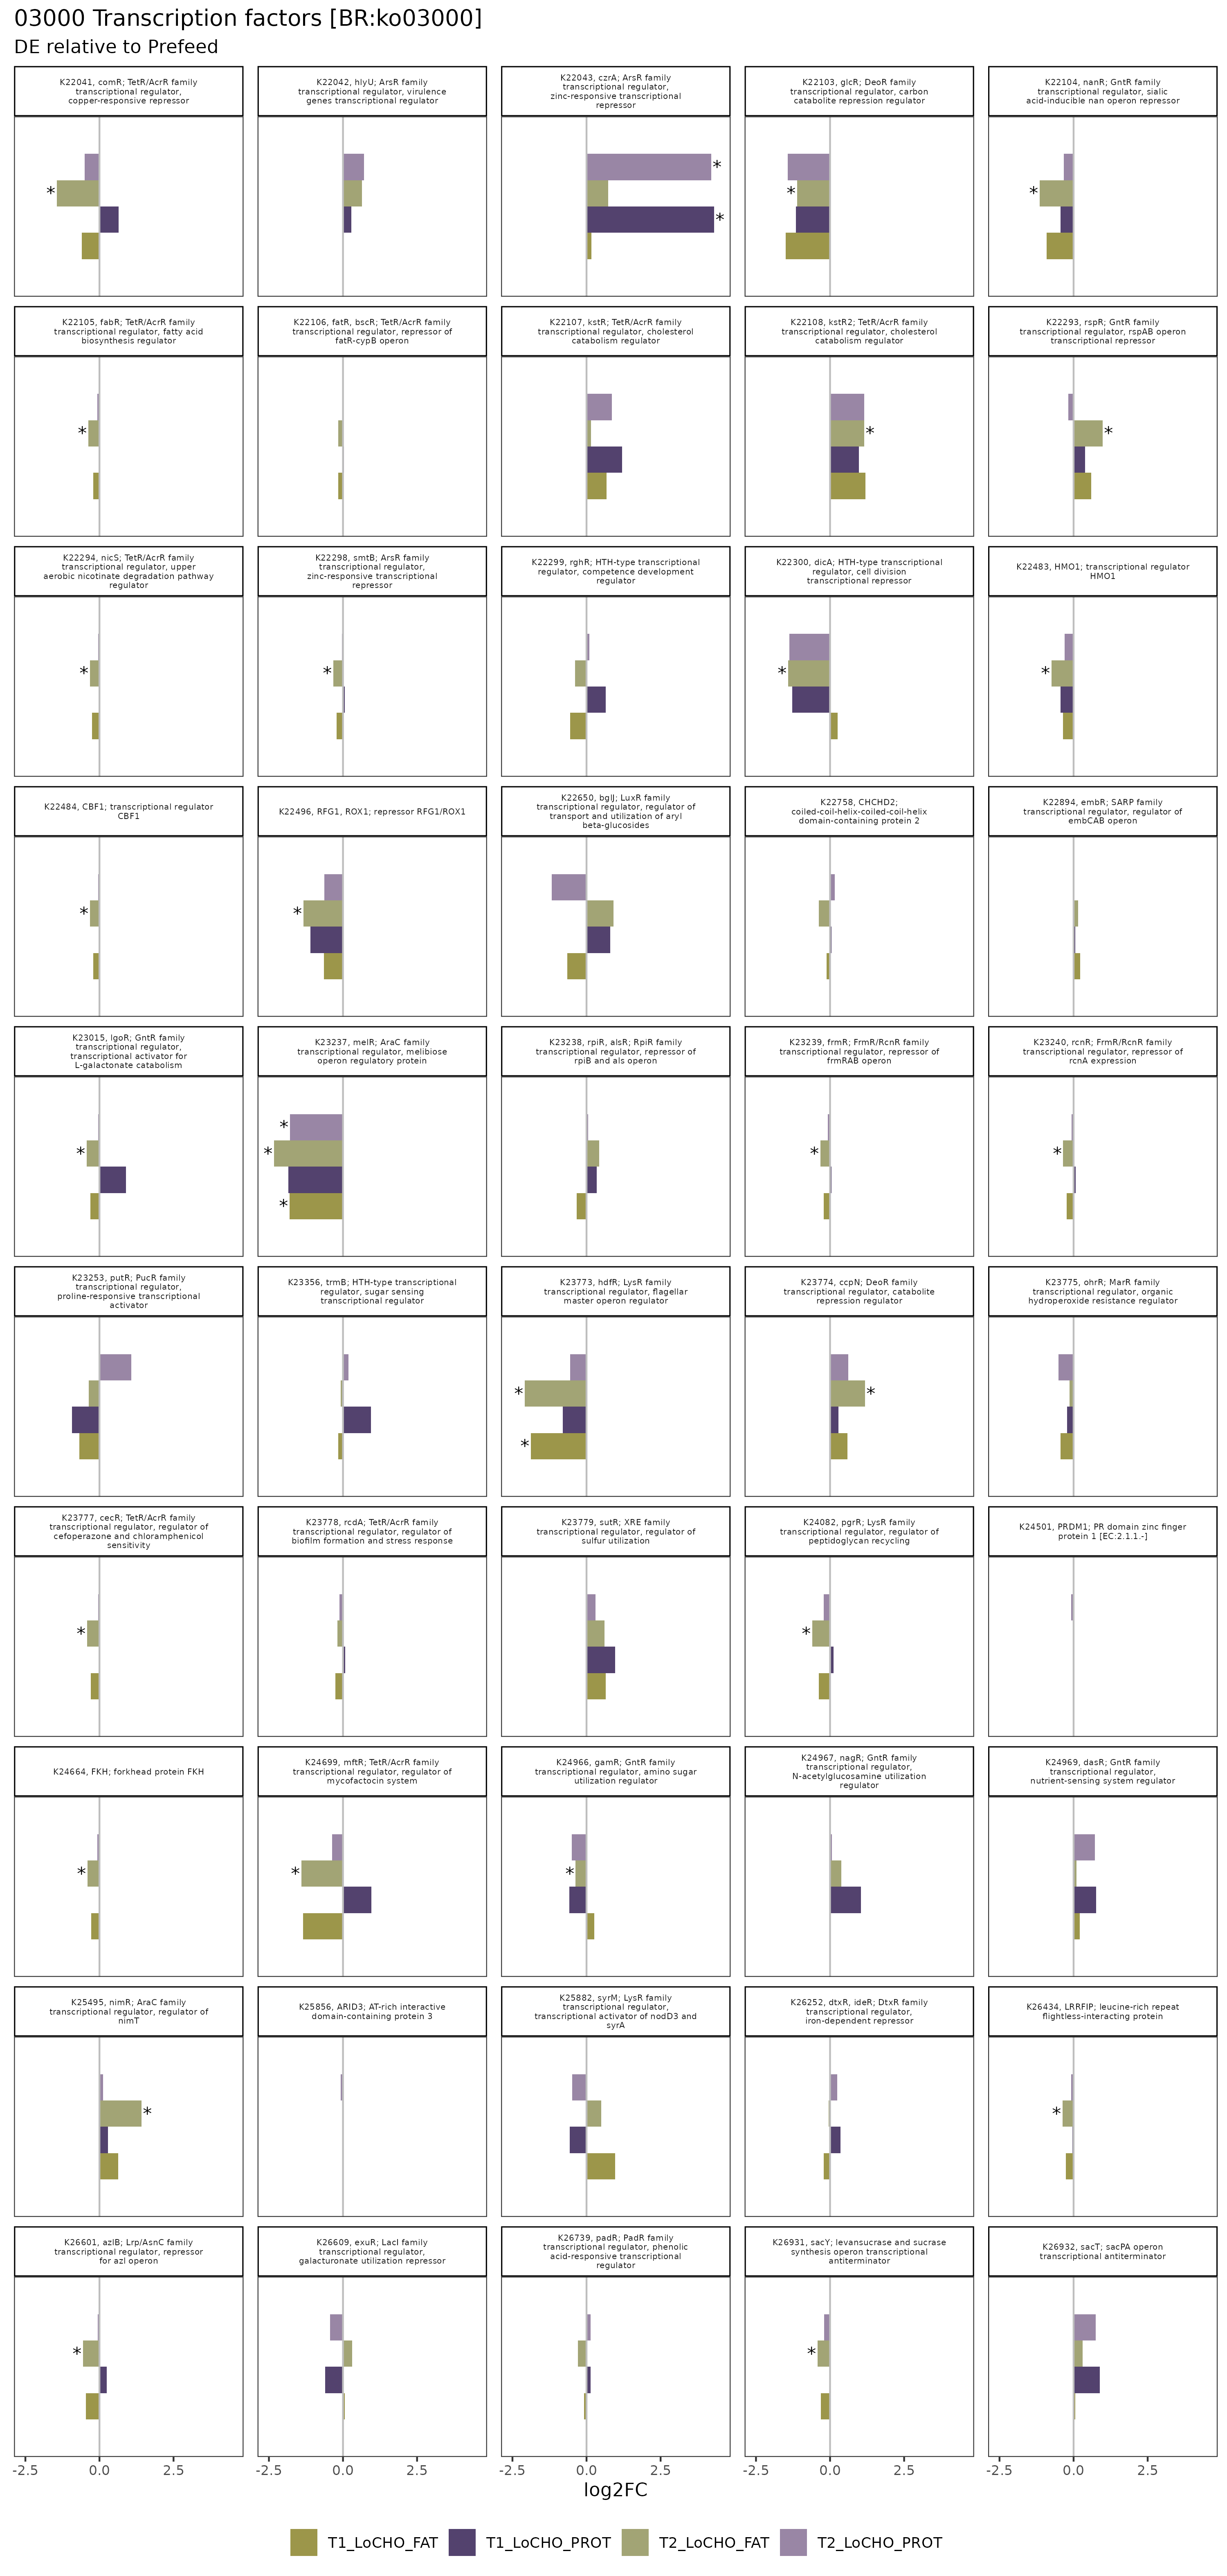 03000 Transcription factors [BR:ko03000]
DE relative to Prefeed
K22041, comR; TetR/AcrR family
transcriptional regulator,
copper-responsive repressor
K22042, hlyU; ArsR family
transcriptional regulator, virulence
genes transcriptional regulator
K22043, czrA; ArsR family
transcriptional regulator,
zinc-responsive transcriptional
repressor
K22103, glcR; DeoR family
transcriptional regulator, carbon
catabolite repression regulator
K22104, nanR; GntR family
transcriptional regulator, sialic
acid-inducible nan operon repressor
*
*
*
*
*
K22105, fabR; TetR/AcrR family
transcriptional regulator, fatty acid
biosynthesis regulator
K22106, fatR, bscR; TetR/AcrR family
transcriptional regulator, repressor of
fatR-cypB operon
K22107, kstR; TetR/AcrR family
transcriptional regulator, cholesterol
catabolism regulator
K22108, kstR2; TetR/AcrR family
transcriptional regulator, cholesterol
catabolism regulator
K22293, rspR; GntR family
transcriptional regulator, rspAB operon
transcriptional repressor
*
*
*
K22294, nicS; TetR/AcrR family
transcriptional regulator, upper
aerobic nicotinate degradation pathway
regulator
K22298, smtB; ArsR family
transcriptional regulator,
zinc-responsive transcriptional
repressor
K22299, rghR; HTH-type transcriptional
regulator, competence development
regulator
K22300, dicA; HTH-type transcriptional
regulator, cell division
transcriptional repressor
K22483, HMO1; transcriptional regulator
HMO1
*
*
*
*
K22484, CBF1; transcriptional regulator
CBF1
K22496, RFG1, ROX1; repressor RFG1/ROX1
K22650, bglJ; LuxR family
transcriptional regulator, regulator of
transport and utilization of aryl
beta-glucosides
K22758, CHCHD2;
coiled-coil-helix-coiled-coil-helix
domain-containing protein 2
K22894, embR; SARP family
transcriptional regulator, regulator of
embCAB operon
*
*
K23015, lgoR; GntR family
transcriptional regulator,
transcriptional activator for
L-galactonate catabolism
K23237, melR; AraC family
transcriptional regulator, melibiose
operon regulatory protein
K23238, rpiR, alsR; RpiR family
transcriptional regulator, repressor of
rpiB and als operon
K23239, frmR; FrmR/RcnR family
transcriptional regulator, repressor of
frmRAB operon
K23240, rcnR; FrmR/RcnR family
transcriptional regulator, repressor of
rcnA expression
*
*
*
*
*
*
K23253, putR; PucR family
transcriptional regulator,
proline-responsive transcriptional
activator
K23356, trmB; HTH-type transcriptional
regulator, sugar sensing
transcriptional regulator
K23773, hdfR; LysR family
transcriptional regulator, flagellar
master operon regulator
K23774, ccpN; DeoR family
transcriptional regulator, catabolite
repression regulator
K23775, ohrR; MarR family
transcriptional regulator, organic
hydroperoxide resistance regulator
*
*
*
K23777, cecR; TetR/AcrR family
transcriptional regulator, regulator of
cefoperazone and chloramphenicol
sensitivity
K23778, rcdA; TetR/AcrR family
transcriptional regulator, regulator of
biofilm formation and stress response
K23779, sutR; XRE family
transcriptional regulator, regulator of
sulfur utilization
K24082, pgrR; LysR family
transcriptional regulator, regulator of
peptidoglycan recycling
K24501, PRDM1; PR domain zinc finger
protein 1 [EC:2.1.1.-]
*
*
K24664, FKH; forkhead protein FKH
K24699, mftR; TetR/AcrR family
transcriptional regulator, regulator of
mycofactocin system
K24966, gamR; GntR family
transcriptional regulator, amino sugar
utilization regulator
K24967, nagR; GntR family
transcriptional regulator,
N-acetylglucosamine utilization
regulator
K24969, dasR; GntR family
transcriptional regulator,
nutrient-sensing system regulator
*
*
*
K25495, nimR; AraC family
transcriptional regulator, regulator of
nimT
K25856, ARID3; AT-rich interactive
domain-containing protein 3
K25882, syrM; LysR family
transcriptional regulator,
transcriptional activator of nodD3 and
syrA
K26252, dtxR, ideR; DtxR family
transcriptional regulator,
iron-dependent repressor
K26434, LRRFIP; leucine-rich repeat
flightless-interacting protein
*
*
K26601, azlB; Lrp/AsnC family
transcriptional regulator, repressor
for azl operon
K26609, exuR; LacI family
transcriptional regulator,
galacturonate utilization repressor
K26739, padR; PadR family
transcriptional regulator, phenolic
acid-responsive transcriptional
regulator
K26931, sacY; levansucrase and sucrase
synthesis operon transcriptional
antiterminator
K26932, sacT; sacPA operon
transcriptional antiterminator
*
*
-2.5 0.0 2.5 -2.5 0.0 2.5 -2.5 0.0 2.5 -2.5 0.0 2.5 -2.5 0.0 2.5
log2FC
T1_LoCHO_FAT T1_LoCHO_PROT T2_LoCHO_FAT T2_LoCHO_PROT